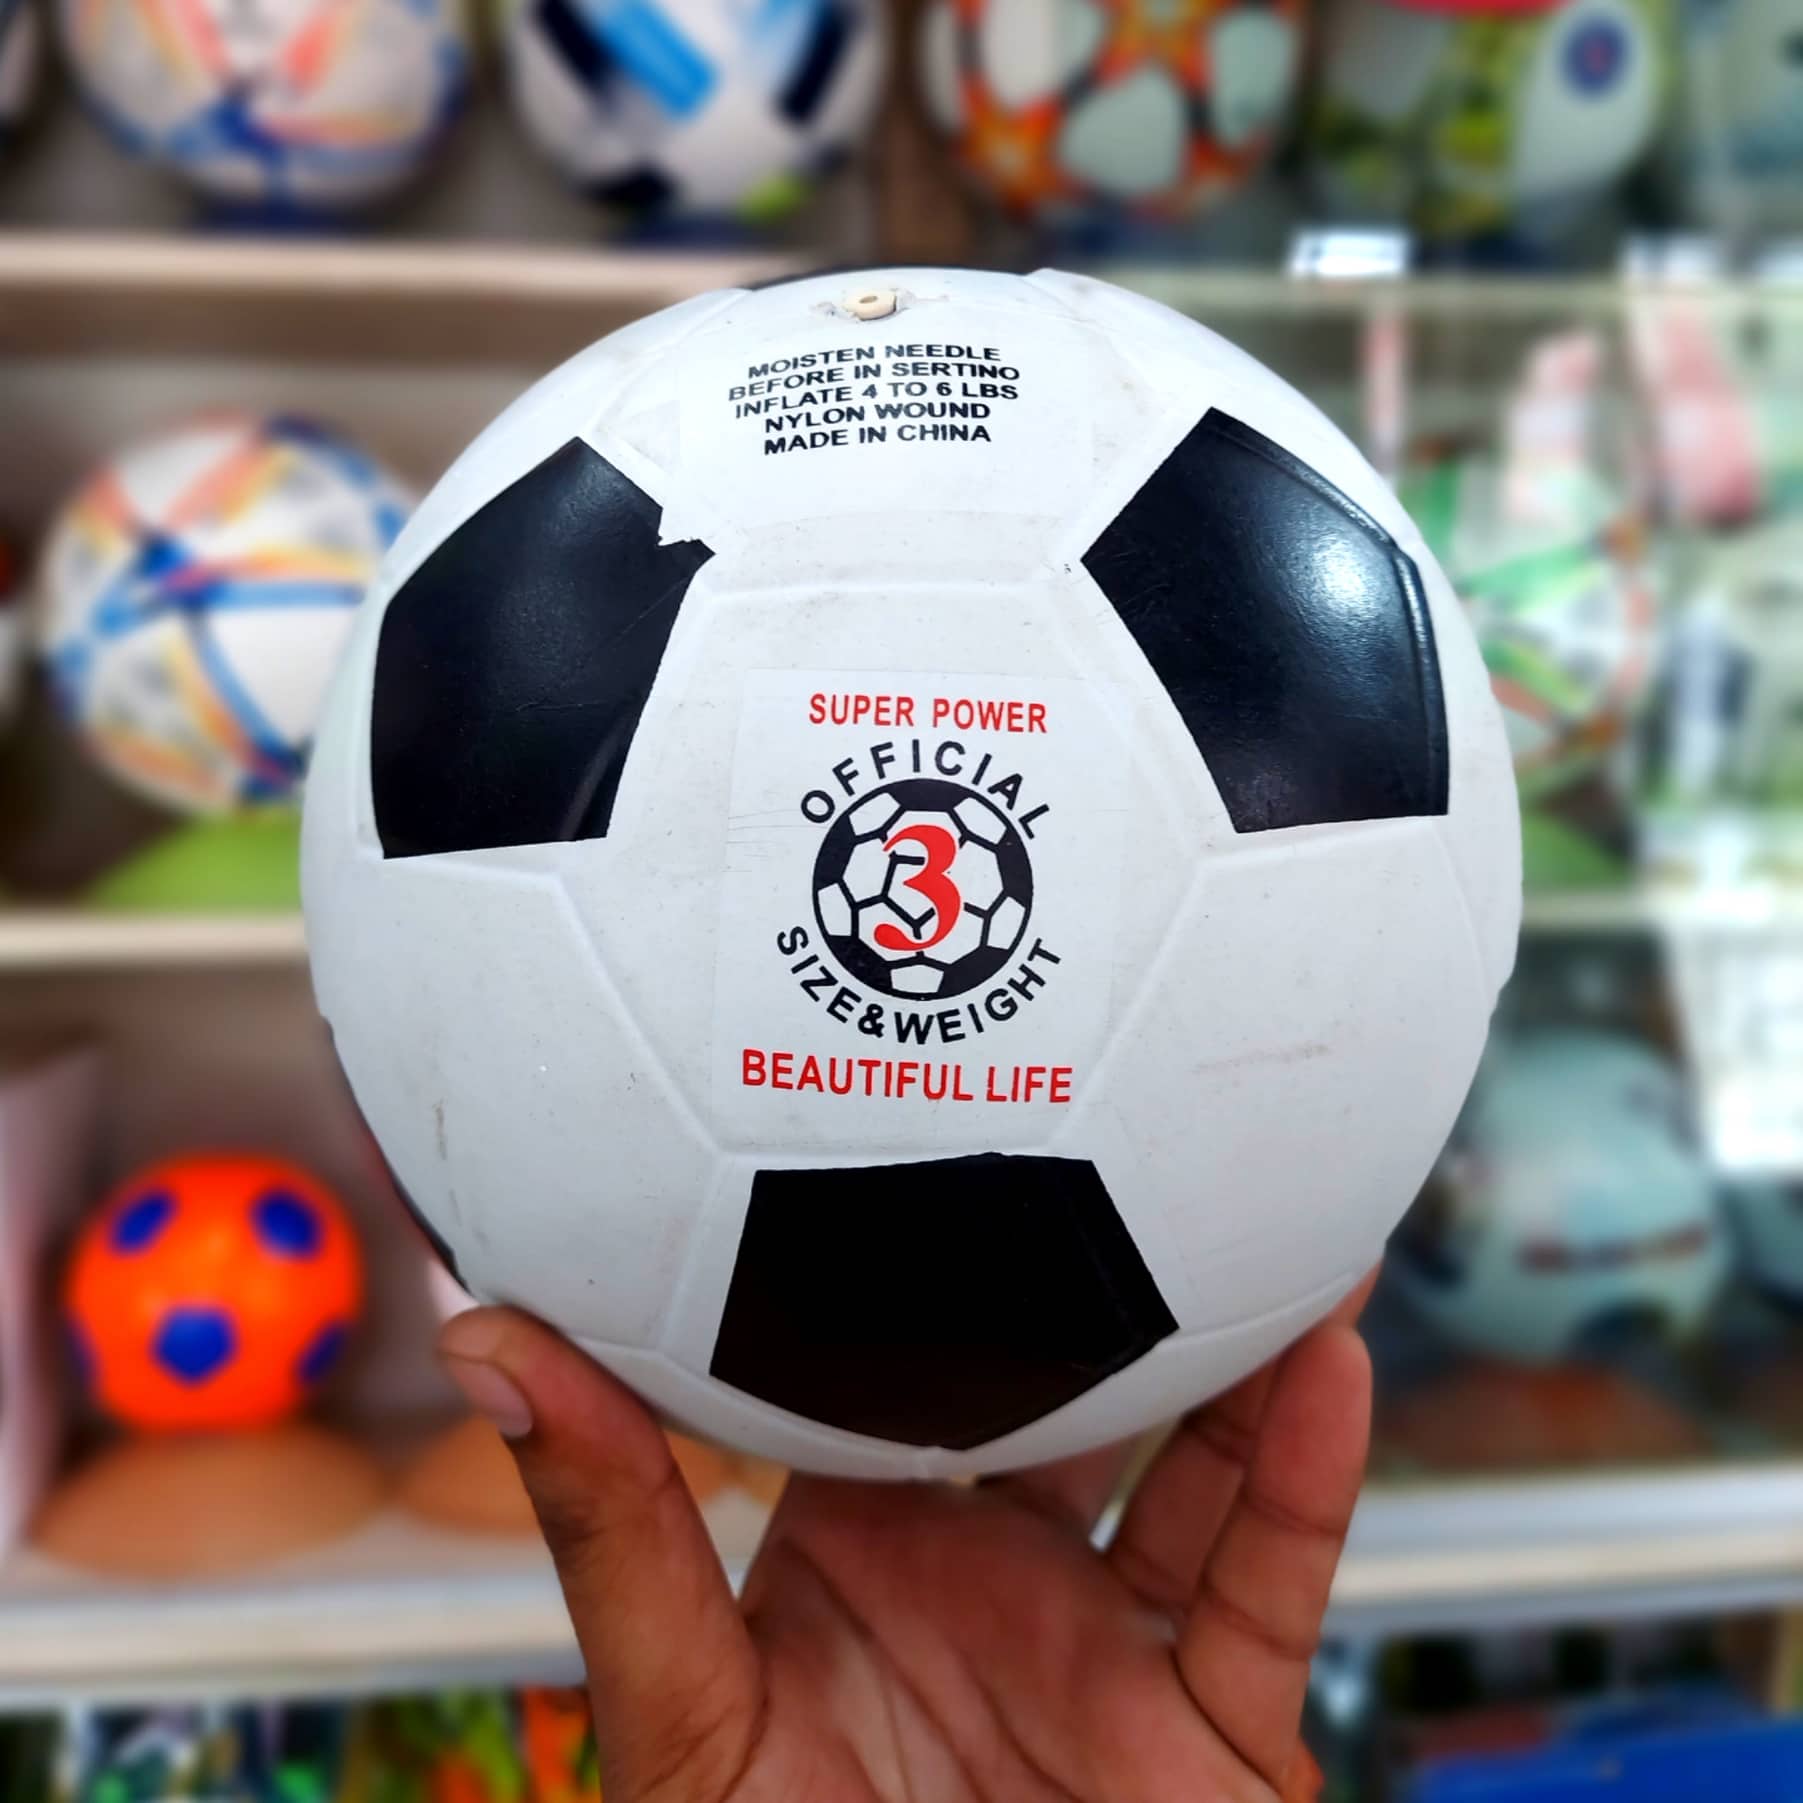 MOISTEN NEEDLE
BEFORE IN SERTINO
INFLATE 4 TO 6 LBS
NYLON WOUND
MADE IN CHINA
SUPER POWER
OFFICIAL
3
SIZE&WEIGHT
BEAUTIFUL LIFE